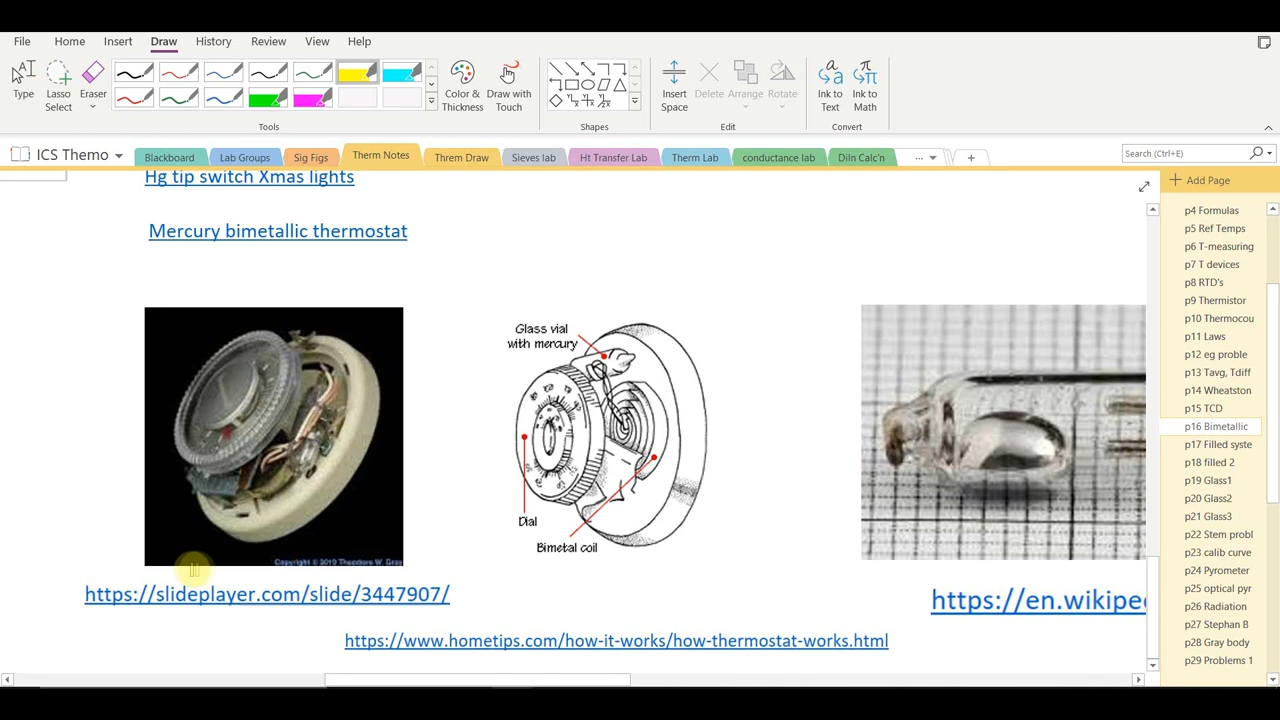 File Home Insert Draw History Review View Help
Type
Lasso
Select
Eraser
Color &
Thickness
Draw with
Touch
Insert
Space
Delete
Arrange
Rotate
Ink to
Text
Ink to
Math
Tools
Shapes
Edit
Convert
ICS Themo
Blackboard Lab Groups Sig Figs Therm Notes Threm Draw Sieves lab Ht Transfer Lab Therm Lab conductance lab Diln Calc'n ... +
Search (Ctrl+E)
Add Page
Hg tip switch Xmas lights
Mercury bimetallic thermostat
Glass vial
with mercury
Dial
Bimetal coil
Copyright © 2019 Theodore W. Gray
https://slideplayer.com/slide/3447907/
https://en.wikipe
https://www.hometips.com/how-it-works/how-thermostat-works.html
p4 Formulas
p5 Ref Temps
p6 T-measuring
p7 T devices
p8 RTD's
p9 Thermistor
p10 Thermocou
p11 Laws
p12 eg proble
p13 Tavg, Tdiff
p14 Wheatston
p15 TCD
p16 Bimetallic
p17 Filled syste
p18 filled 2
p19 Glass1
p20 Glass2
p21 Glass3
p22 Stem probl
p23 calib curve
p24 Pyrometer
p25 optical pyr
p26 Radiation
p27 Stephan B
p28 Gray body
p29 Problems 1